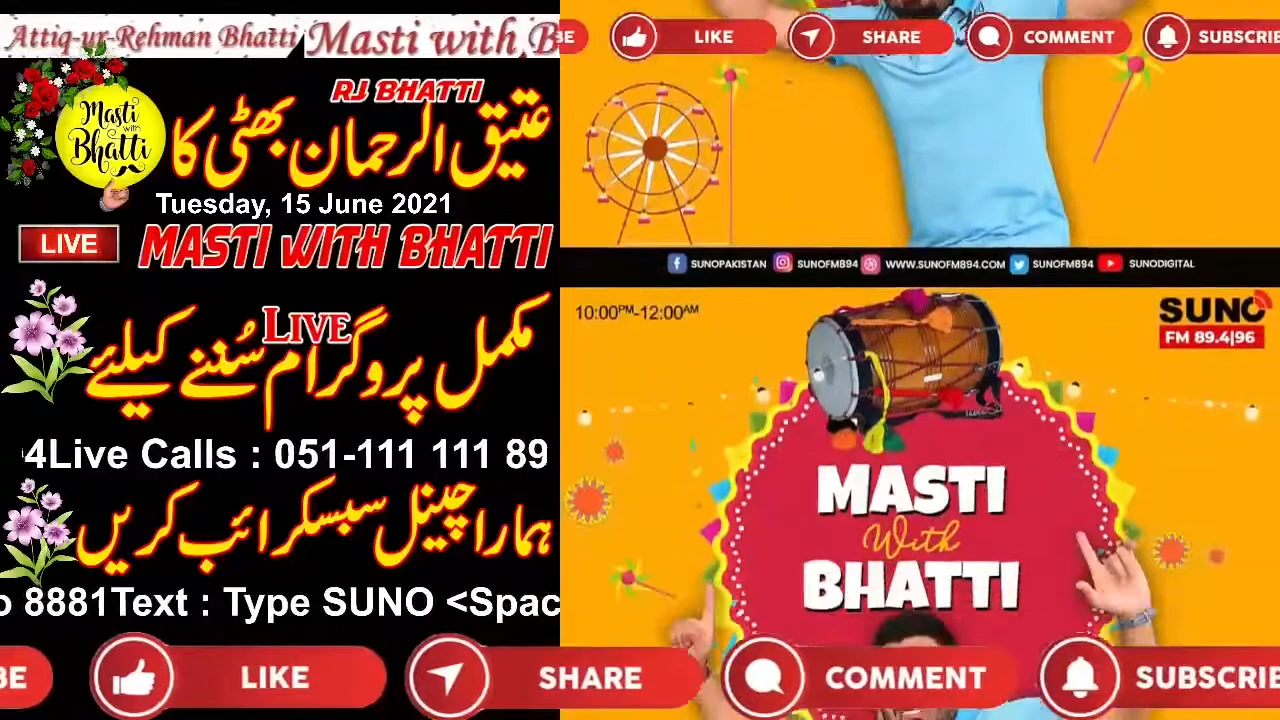 Attiq-ur-Rehman Bhatti Masti with B
RJ BHATTI
Masti
with
Bhatti
عتیق الرحمان بھٹی کا
Tuesday, 15 June 2021
LIVE
MASTI WITH BHATTI
LIVE
مکمل پروگرام سُننے کیلئے
4Live Calls : 051-111 111 89
ہمارا چینل سبسکرائب کریں
o 8881Text : Type SUNO <Spac
BE LIKE SHARE COMMENT SUBSCRIBE
SUNOPAKISTAN SUNOFM894 WWW.SUNOFM894.COM SUNOFM894 SUNODIGITAL
10:00PM-12:00AM
SUNO
FM 89.4|96
MASTI
With
BHATTI
BE LIKE SHARE COMMENT SUBSCRIBE